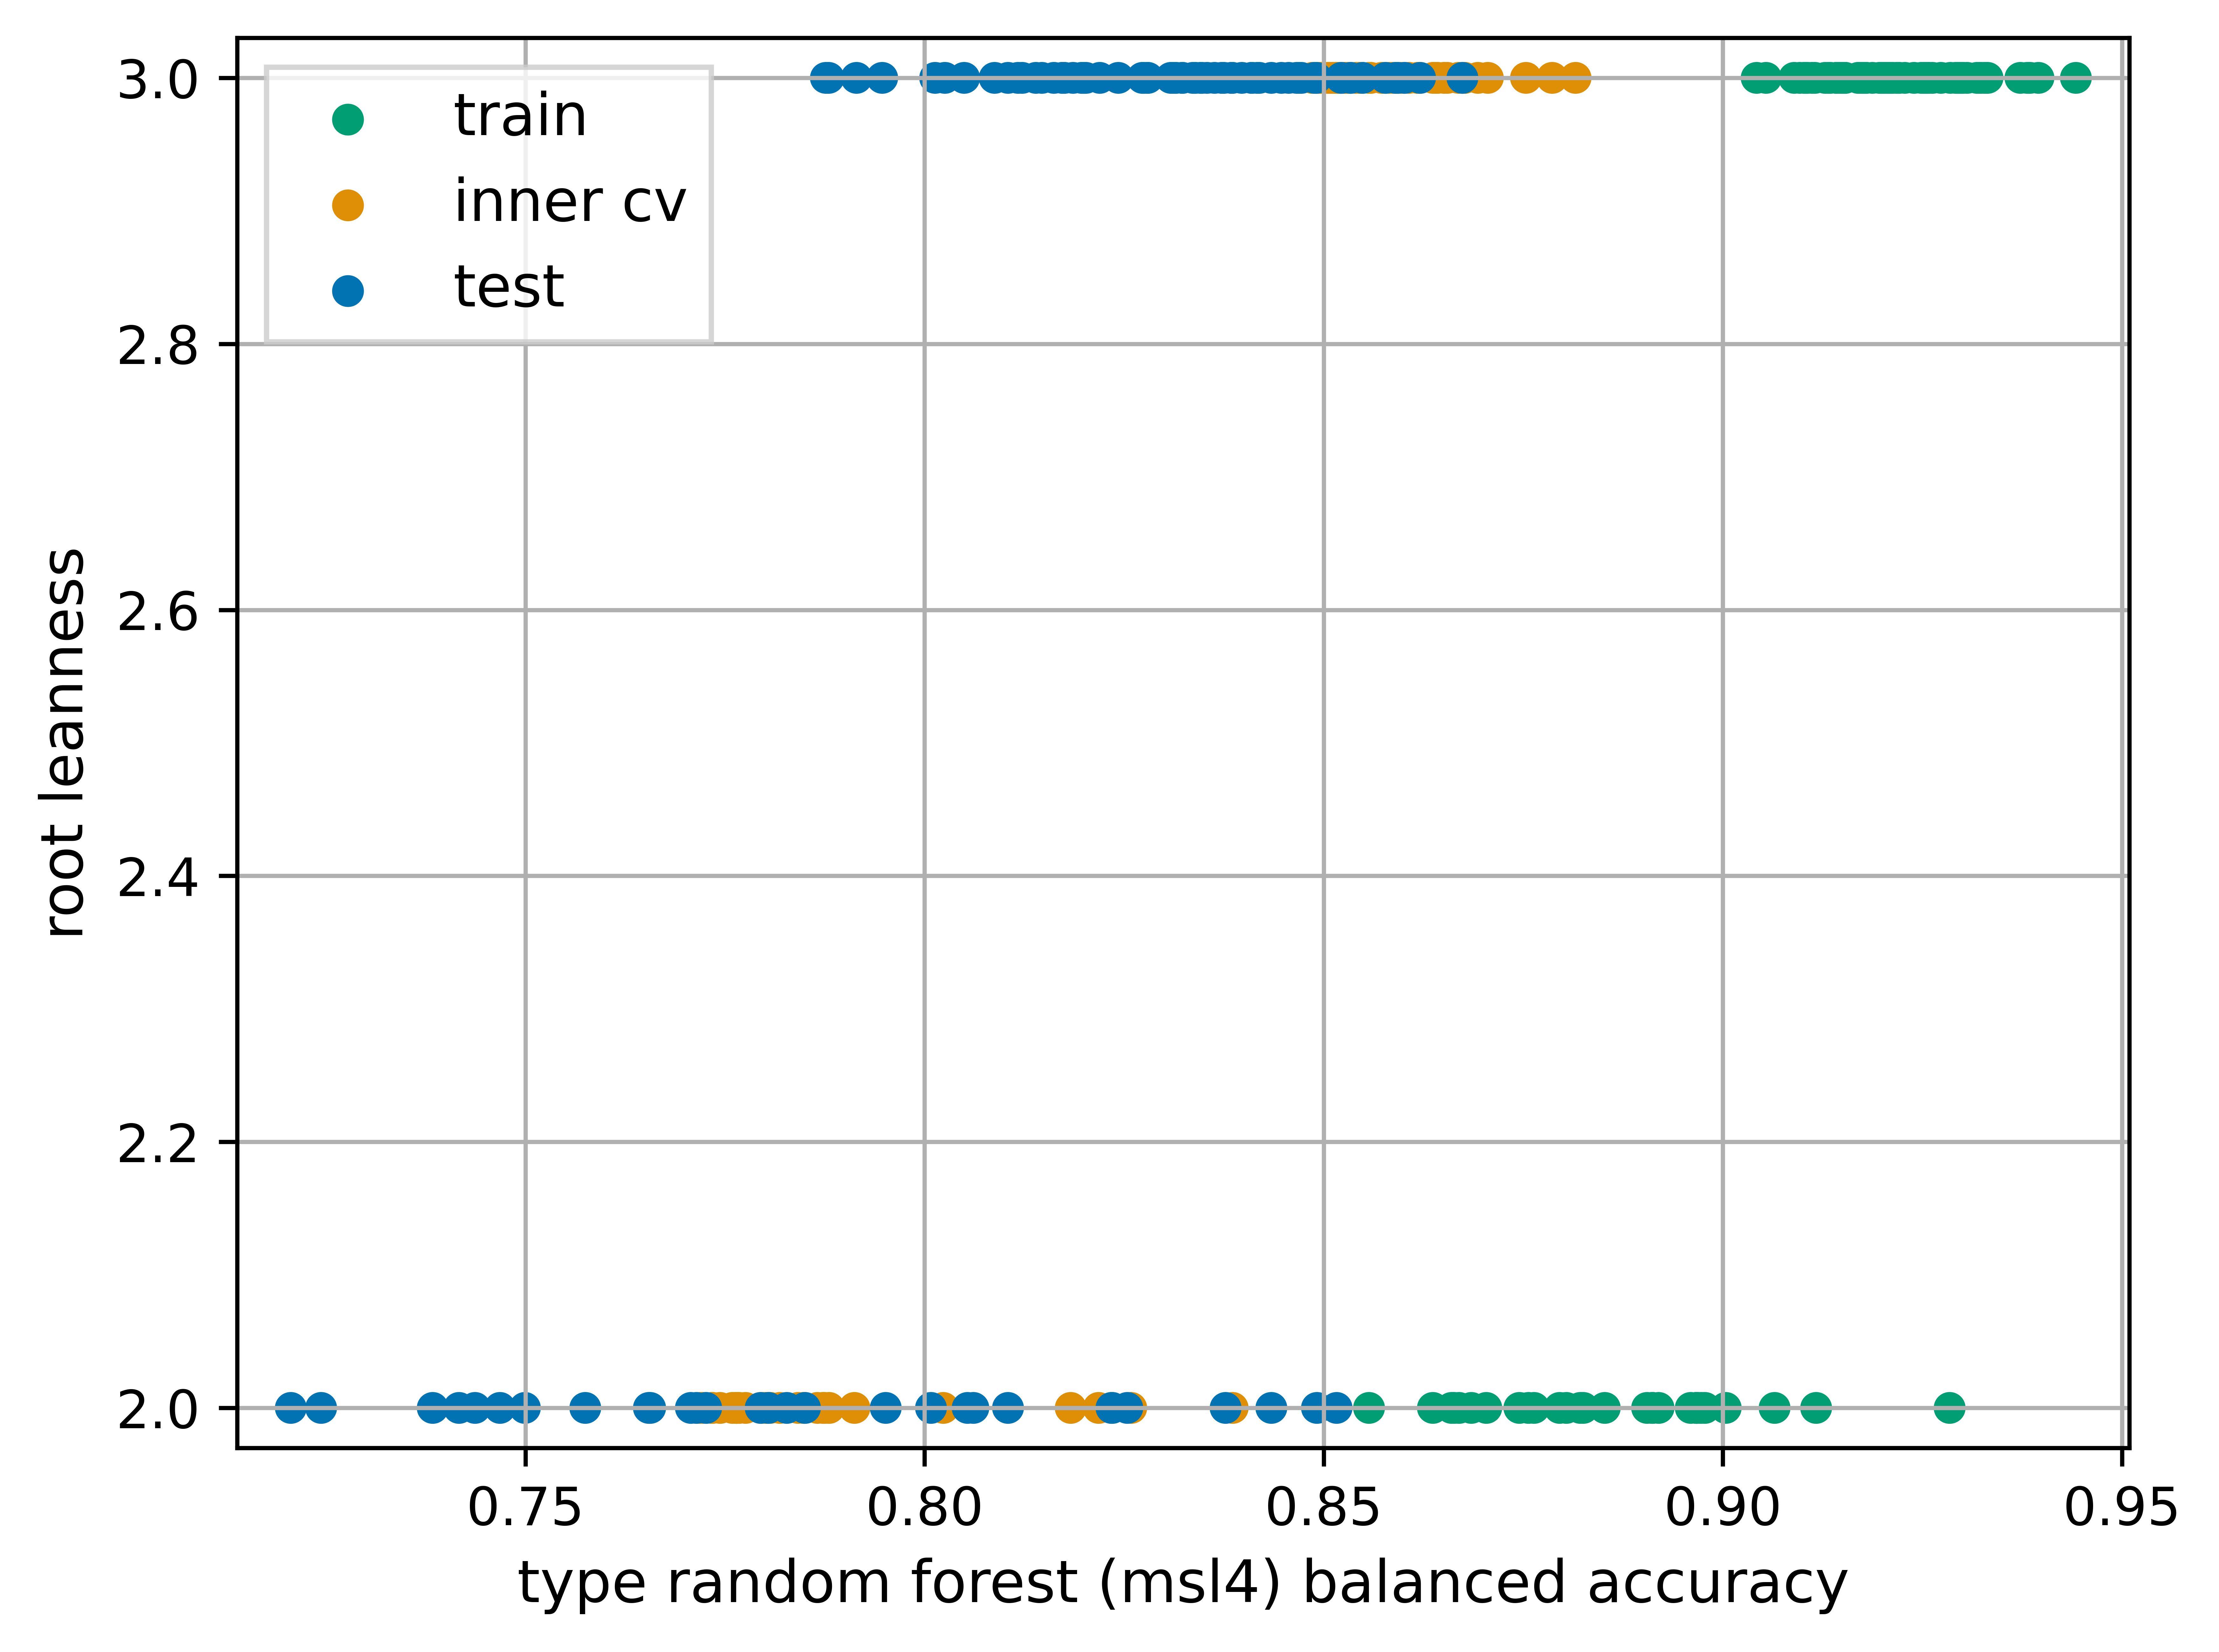 3.0
2.8
2.6
2.4
2.2
2.0
root leanness
train
inner cv
test
0.75 0.80 0.85 0.90 0.95
type random forest (msl4) balanced accuracy